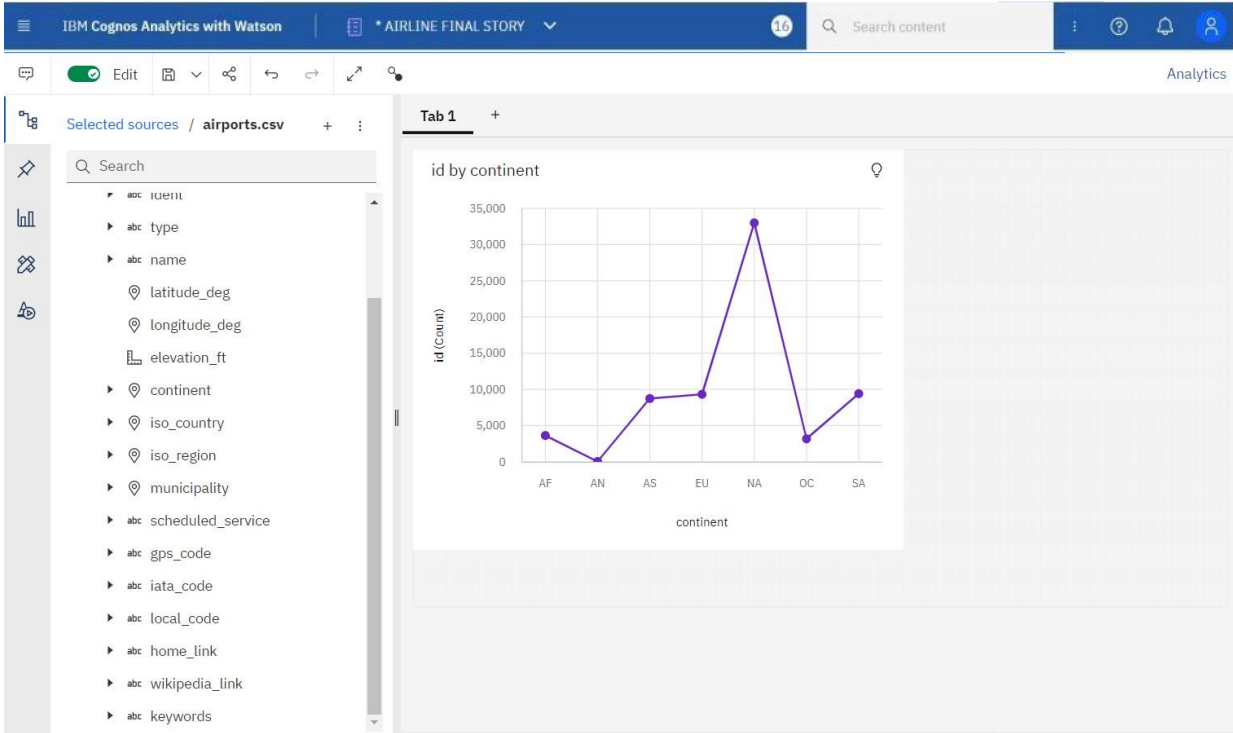 IBM Cognos Analytics with Watson
* AIRLINE FINAL STORY
16
Search content
Edit
Analytics
Selected sources / airports.csv
Tab 1
Search
abc ident
abc type
abc name
latitude_deg
longitude_deg
elevation_ft
continent
iso_country
iso_region
municipality
abc scheduled_service
abc gps_code
abc iata_code
abc local_code
abc home_link
abc wikipedia_link
abc keywords
id by continent
id (Count)
35,000
30,000
25,000
20,000
15,000
10,000
5,000
0
AF AN AS EU NA OC SA
continent